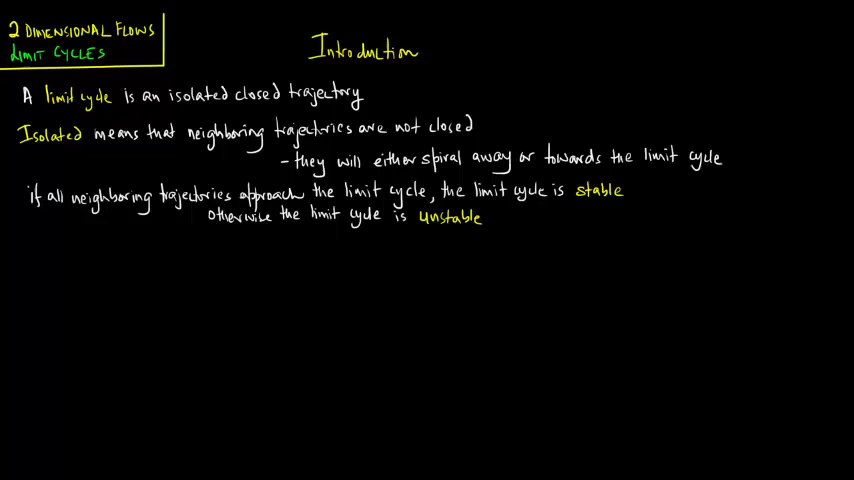 2 DIMENSIONAL FLOWS
LIMIT CYCLES
Introduction
A limit cycle is an isolated closed trajectory
Isolated means that neighboring trajectories are not closed
- they will either spiral away or towards the limit cycle
if all neighboring trajectories approach the limit cycle, the limit cycle is stable
otherwise the limit cycle is unstable